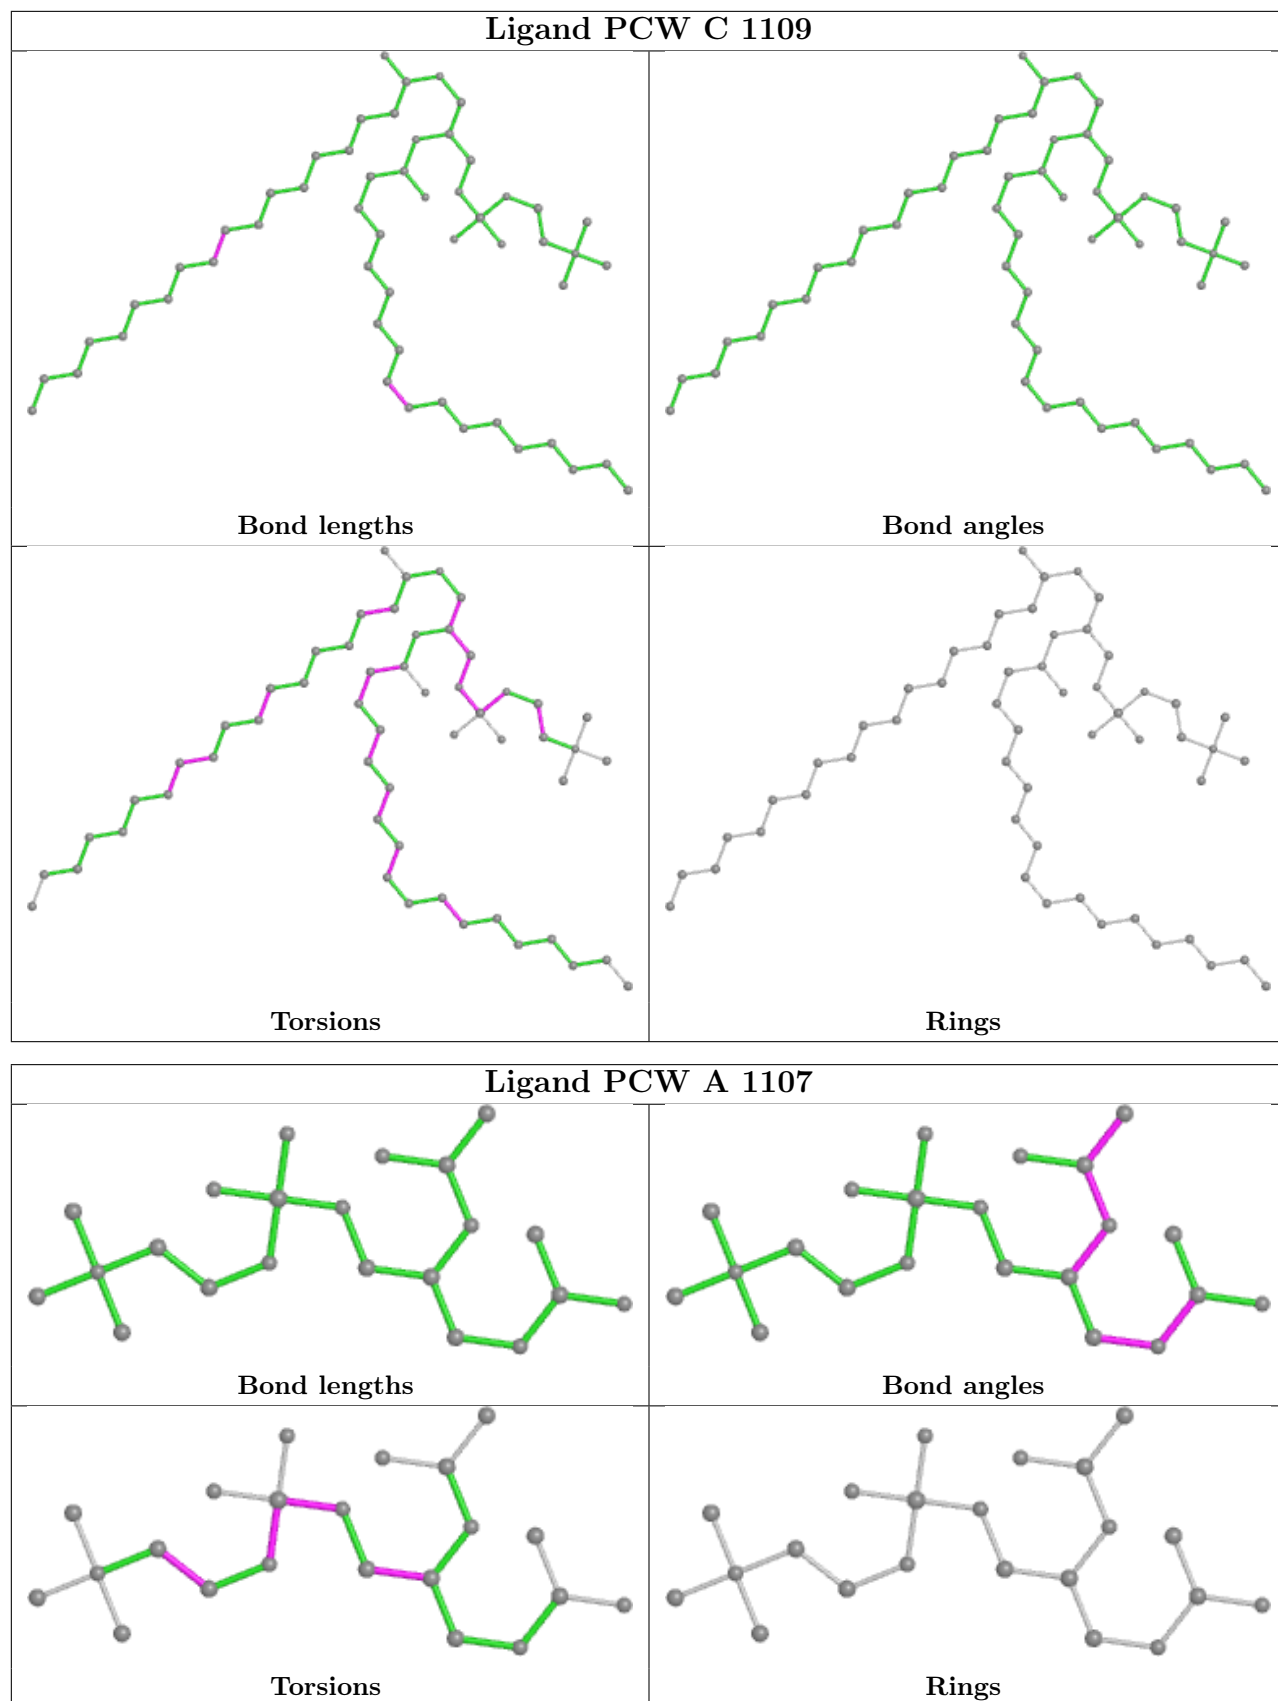 Ligand PCW C 1109
Bond lengths
Bond angles
Torsions
Rings
Ligand PCW A 1107
Bond lengths
Bond angles
Torsions
Rings